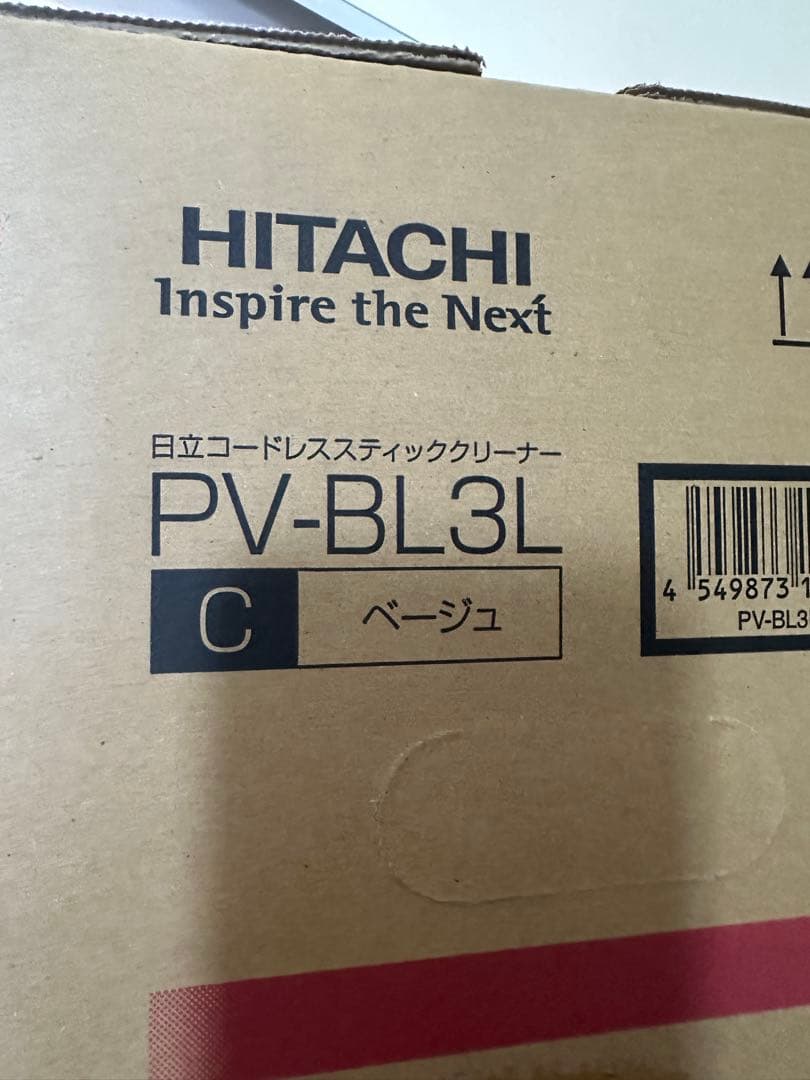 HITACHI
Inspire the Next
日立コードレススティッククリーナー
PV-BL3L
C ベージュ
4 549873 1
PV-BL3